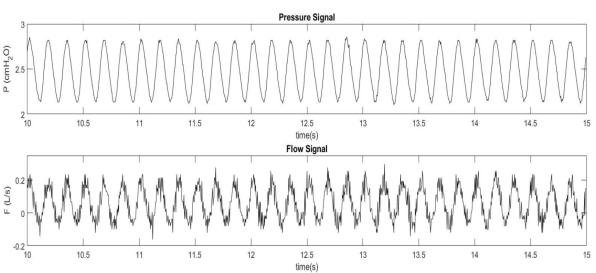 Pressure Signal
3
2.5
2
P (cmH2O)
10 10.5 11 11.5 12 12.5 13 13.5 14 14.5 15
time(s)
Flow Signal
0.2
0
-0.2
F (L/s)
10 10.5 11 11.5 12 12.5 13 13.5 14 14.5 15
time(s)